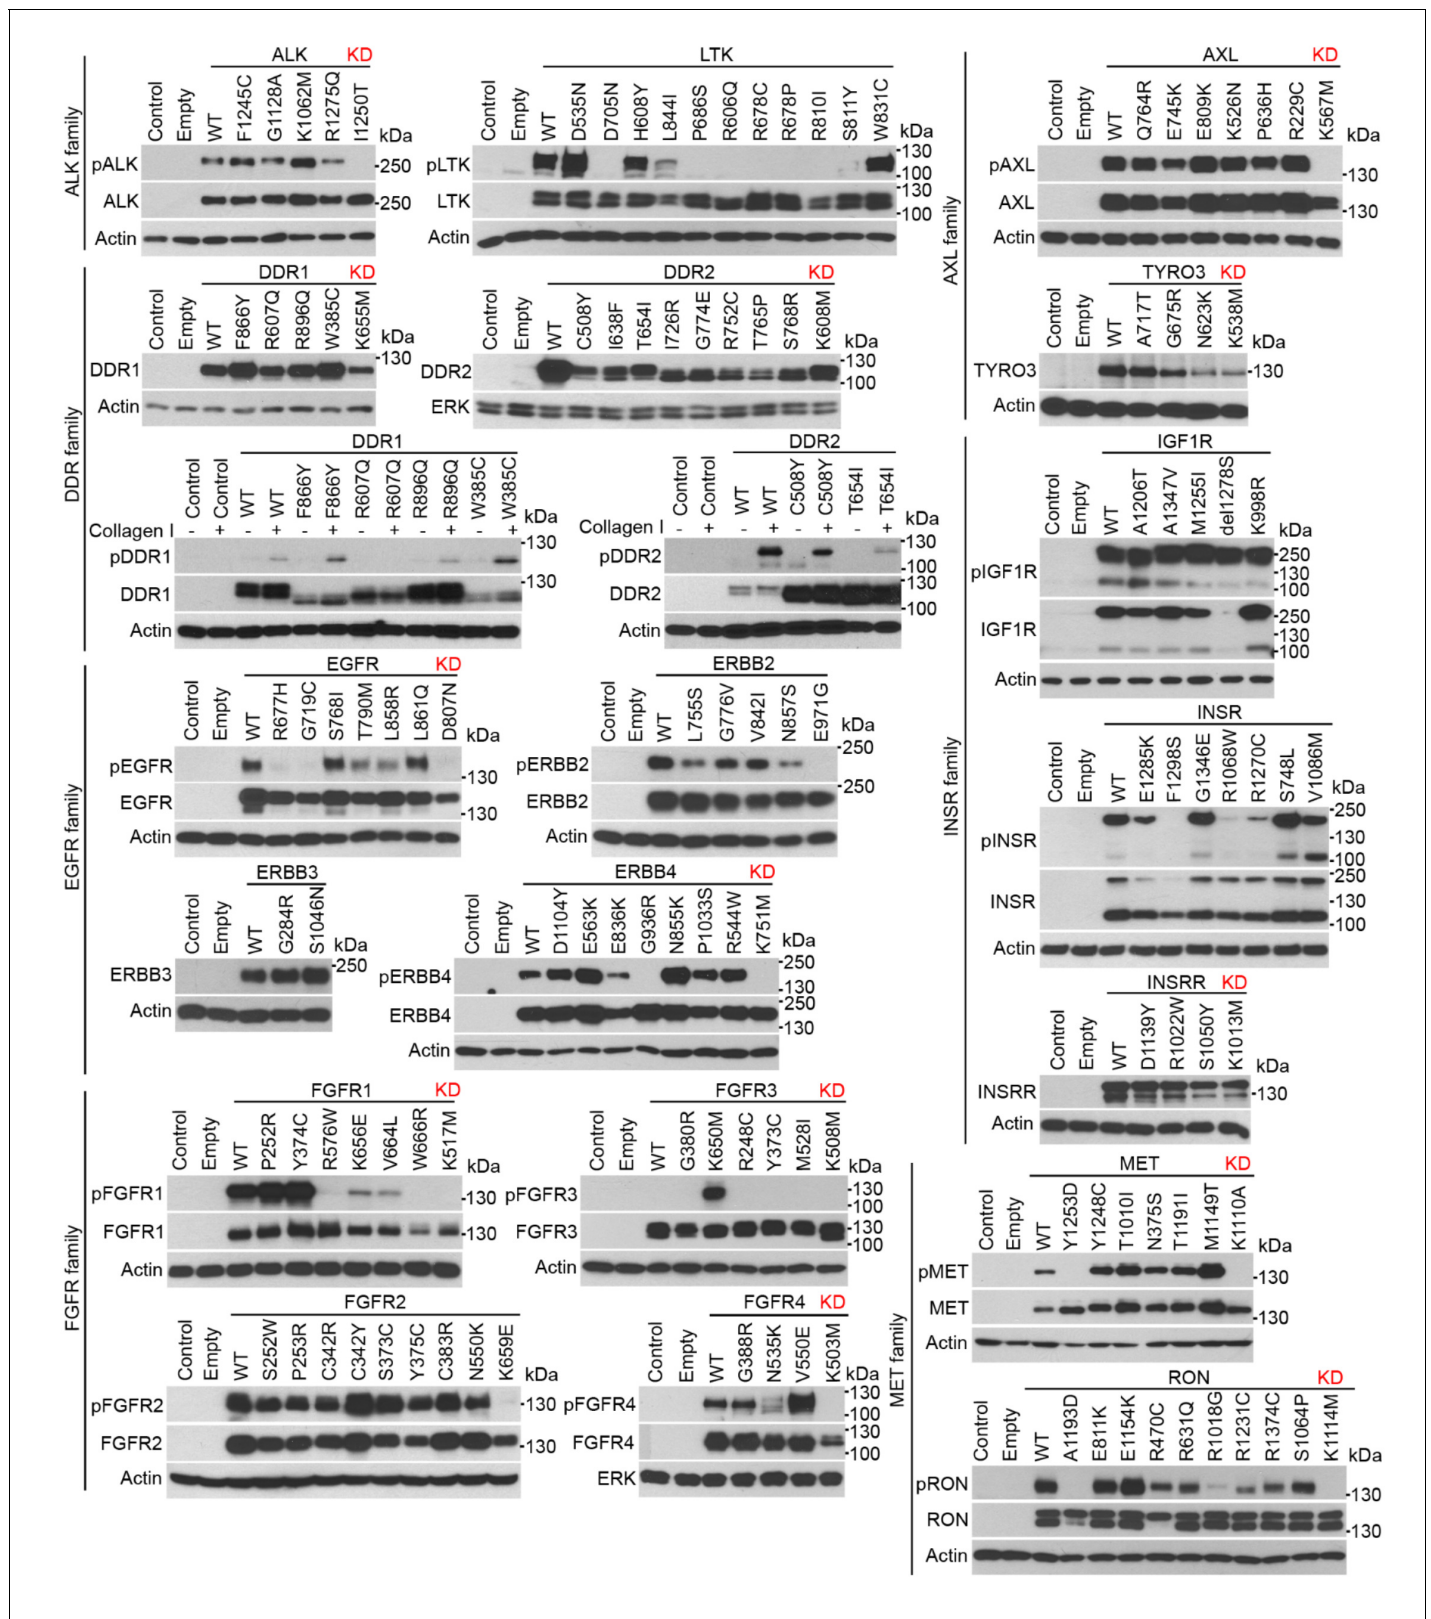 ALK family
ALK KD
Control Empty WT F1245C G1128A K1062M R1275Q I1250T
kDa
pALK -250
ALK -250
Actin
LTK
Control Empty WT D535N D705N H608Y L844I P686S R606Q R678C R678P R810I S811Y W831C
kDa
pLTK -130 -100
LTK -130 -100
Actin
AXL family
AXL KD
Control Empty WT Q764R E745K E809K K526N P636H R229C K567M
kDa
pAXL -130
AXL -130
Actin
TYRO3 KD
Control Empty WT A717T G675R N623K K538M
TYRO3 -130
Actin
DDR family
DDR1 KD
Control Empty WT F866Y R607Q R896Q W385C K655M
kDa
DDR1 -130
Actin
DDR2 KD
Control Empty WT C508Y I638F T654I I726R G774E R752C T765P S768R K608M
kDa
DDR2 -130 -100
ERK
DDR1
Control Control WT WT F866Y F866Y R607Q R607Q R896Q R896Q W385C W385C
kDa
Collagen I - + - + - + - + - + - +
pDDR1 -130
DDR1 -130
Actin
DDR2
Control Control WT WT C508Y C508Y T654I T654I
kDa
Collagen I - + - + - + - +
pDDR2 -130 -100
DDR2 -130 -100
Actin
EGFR family
EGFR KD
Control Empty WT R677H G719C S768I T790M L858R L861Q D807N
kDa
pEGFR -130
EGFR -130
Actin
ERBB2
Control Empty WT L755S G776V V842I N857S E971G
kDa
pERBB2 250
ERBB2 250
Actin
ERBB3
Control Empty WT G284R S1046N
kDa
ERBB3 -250
Actin
ERBB4 KD
Control Empty WT D1104Y E563K E836K G936R N855K P1033S R544W K751M
kDa
pERBB4 -250 -130
ERBB4 -250 -130
Actin
INSR family
IGF1R
Control Empty WT A1206T A1347V M1255I del1278S K998R
kDa
pIGF1R -250 -130 -100
IGF1R -250 -130 -100
Actin
INSR
Control Empty WT E1285K F1298S G1346E R1068W R1270C S748L V1086M
kDa
pINSR -250 -130 -100
INSR -250 -130 -100
Actin
INSRR KD
Control Empty WT D1139Y R1022W S1050Y K1013M
kDa
INSRR -130
Actin
FGFR family
FGFR1 KD
Control Empty WT P252R Y374C R576W K656E V664L W666R K517M
kDa
pFGFR1 -130
FGFR1 -130
Actin
FGFR3 KD
Control Empty WT G380R K650M R248C Y373C M528I K508M
kDa
pFGFR3 -130 -100
FGFR3 -130 -100
Actin
FGFR2
Control Empty WT S252W P253R C342R C342Y S373C Y375C C383R N550K K659E
kDa
pFGFR2 -130
FGFR2 -130
Actin
FGFR4 KD
Control Empty WT G388R N535K V550E K503M
kDa
pFGFR4 -130 -100
FGFR4 -130 -100
ERK
MET family
MET KD
Control Empty WT Y1253D Y1248C T1010I N375S T1191I M1149T K1110A
kDa
pMET -130
MET -130
Actin
RON KD
Control Empty WT A1193D E811K E1154K R470C R631Q R1018G R1231C R1374C S1064P K1114M
kDa
pRON -130
RON -130
Actin